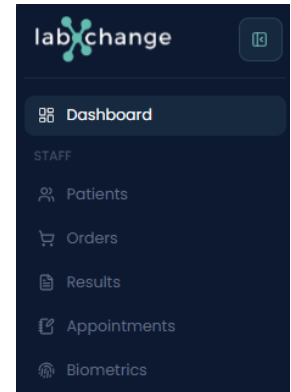 labxchange
Dashboard
STAFF
Patients
Orders
Results
Appointments
Biometrics